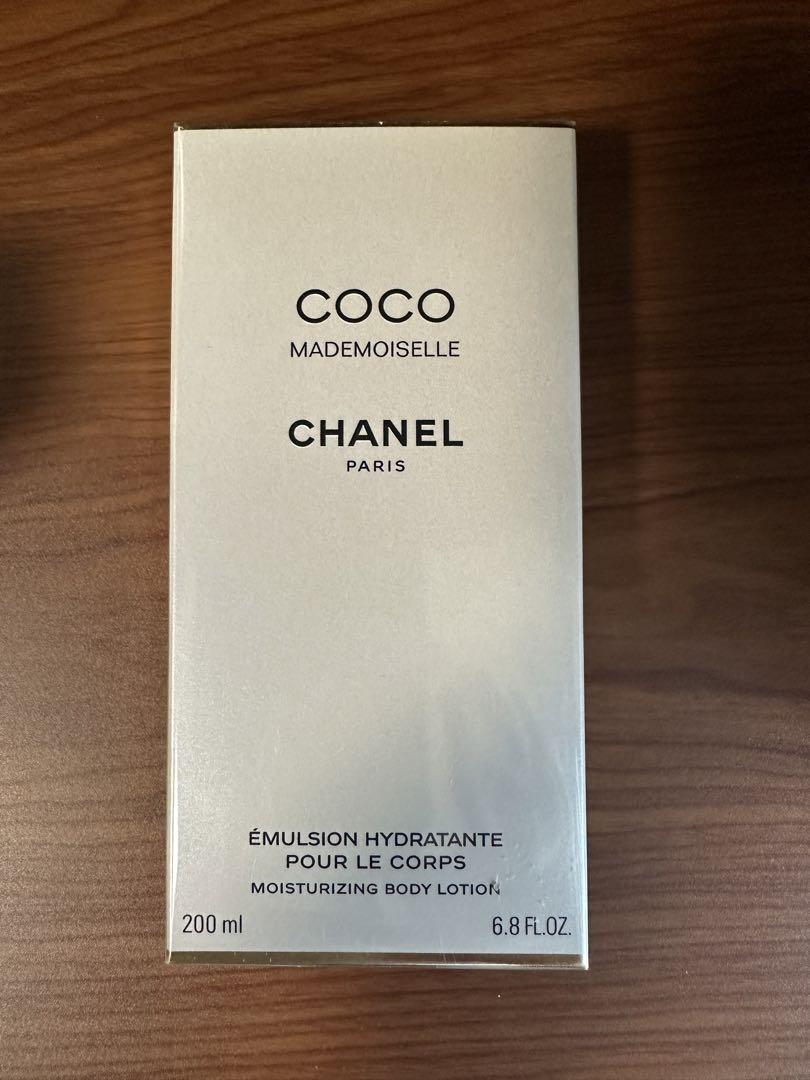 COCO
MADEMOISELLE
CHANEL
PARIS
ÉMULSION HYDRATANTE
POUR LE CORPS
MOISTURIZING BODY LOTION
200 ml 6.8 FL.OZ.